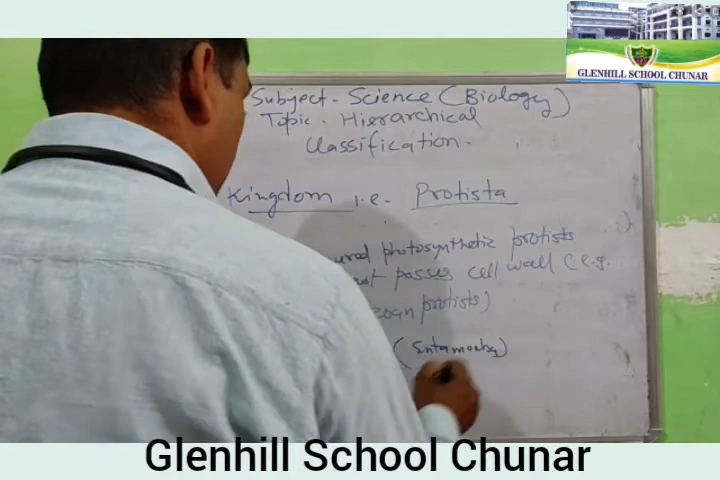 GLENHILL SCHOOL CHUNAR
Subject - Science (Biology)
Topic . Hierarchical
Classification.
Kingdom i.e. Protista
photosynthetic protists
passes cell wall (e.g.
protists)
(Entamoeba)
Glenhill School Chunar